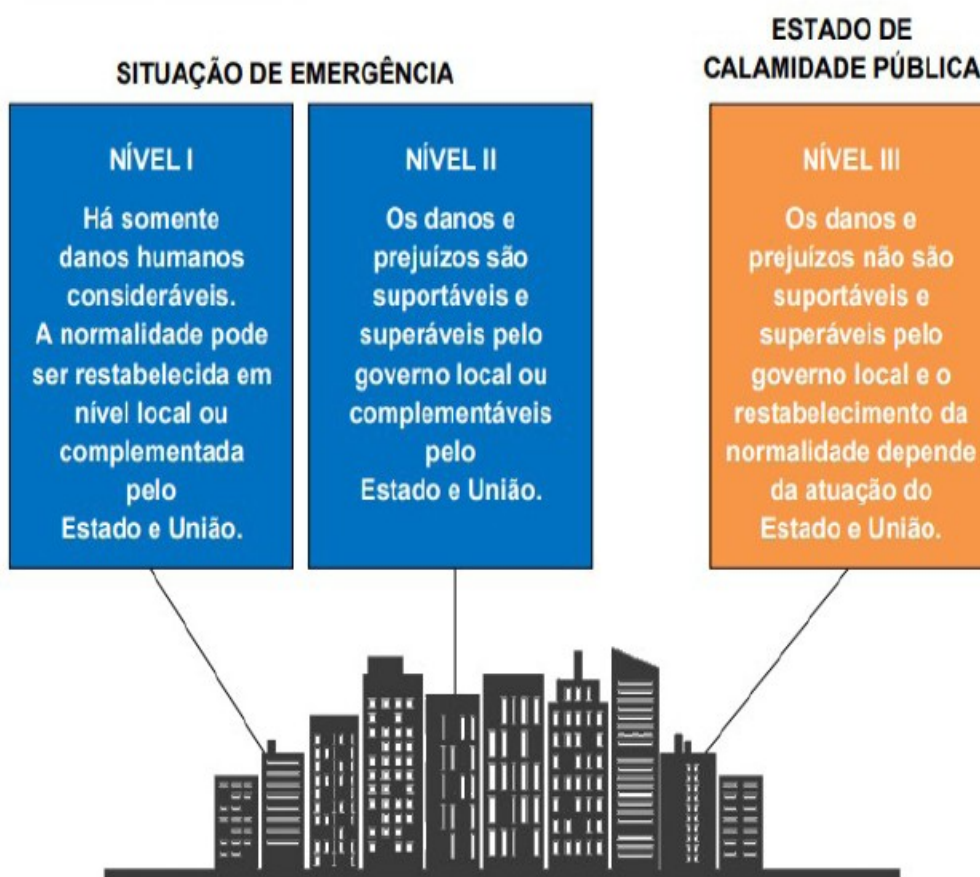 SITUAÇÃO DE EMERGÊNCIA
ESTADO DE
CALAMIDADE PÚBLICA
NÍVEL I
Há somente
danos humanos
consideráveis.
A normalidade pode
ser restabelecida em
nível local ou
complementada
pelo
Estado e União.
NÍVEL II
Os danos e
prejuízos são
suportáveis e
superáveis pelo
governo local ou
complementáveis
pelo
Estado e União.
NÍVEL III
Os danos e
prejuízos não são
suportáveis e
superáveis pelo
governo local e o
restabelecimento da
normalidade depende
da atuação do
Estado e União.